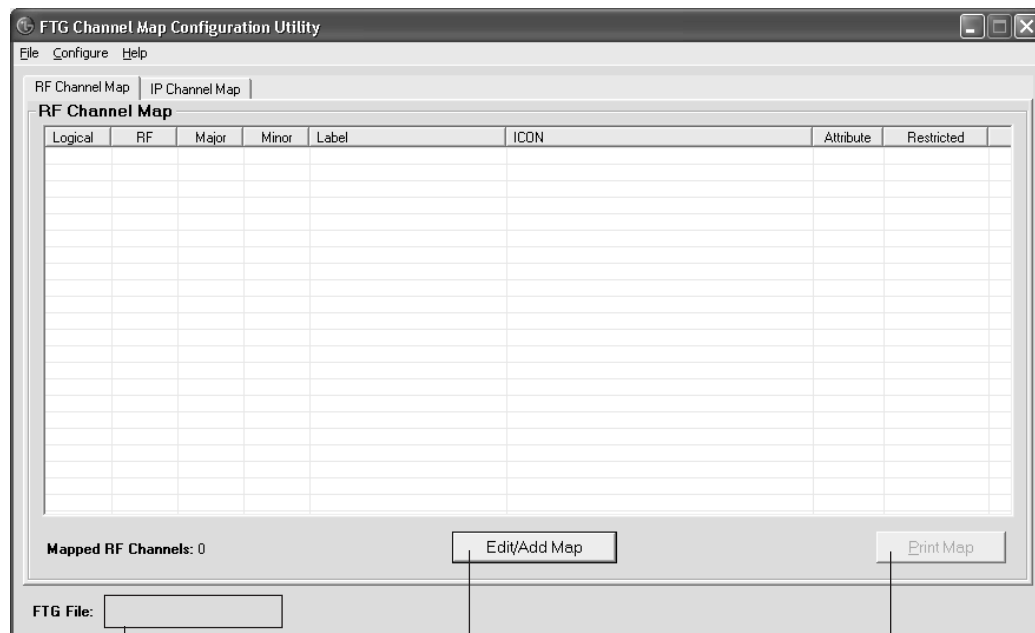 FTG Channel Map Configuration Utility
File Configure Help
RF Channel Map IP Channel Map
RF Channel Map
Logical RF Major Minor Label ICON Attribute Restricted
Mapped RF Channels: 0 Edit/Add Map Print Map
FTG File: